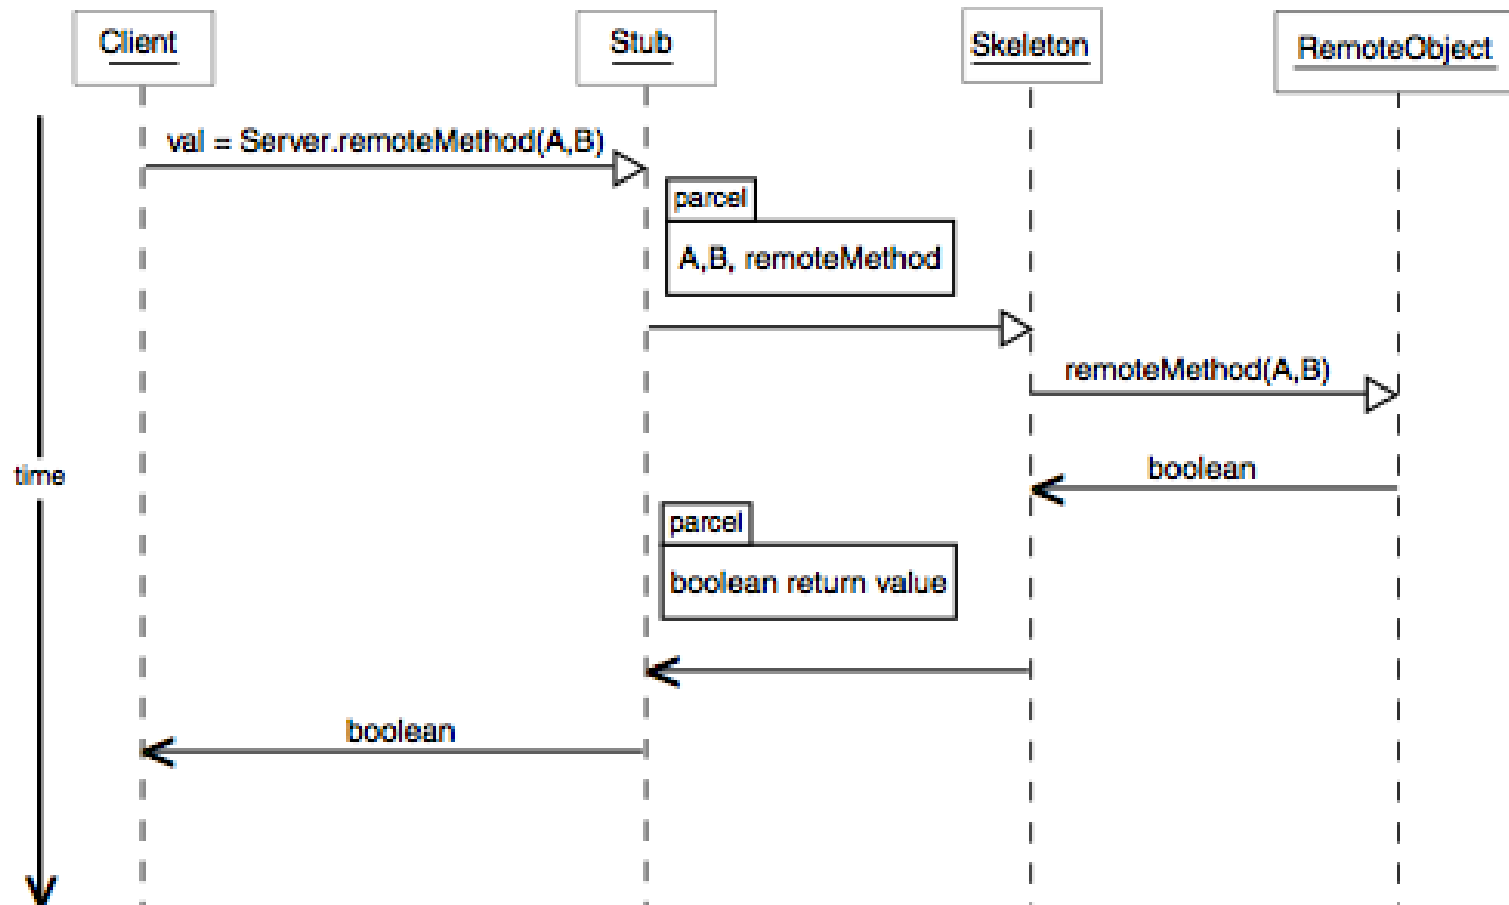 Client
Stub
Skeleton
RemoteObject
val = Server.remoteMethod(A,B)
parcel
A,B, remoteMethod
remoteMethod(A,B)
time
boolean
parcel
boolean return value
boolean